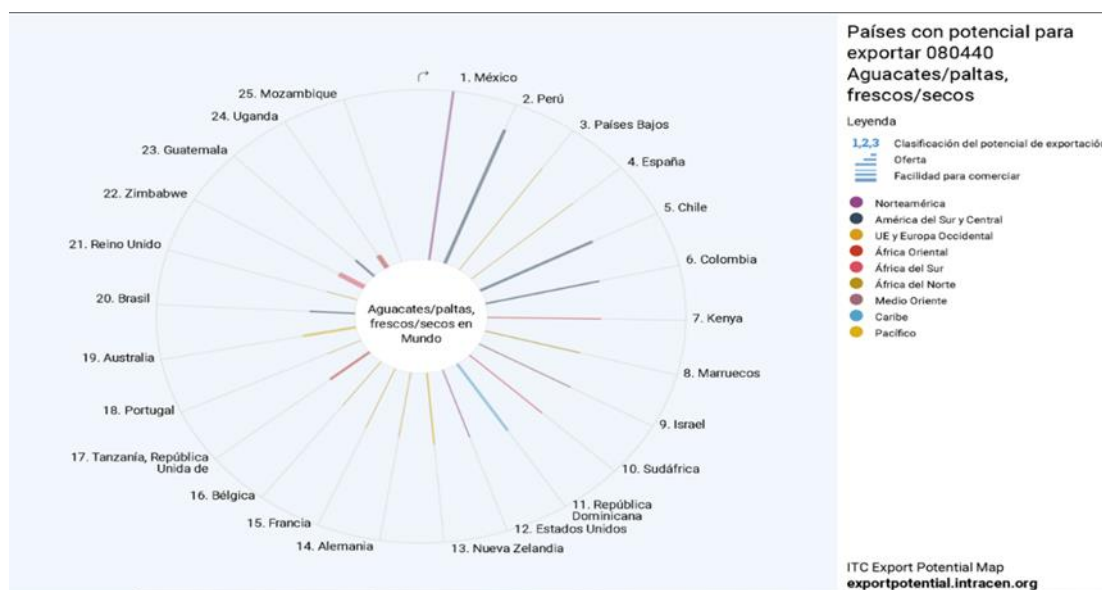 1. México
2. Perú
3. Países Bajos
4. España
5. Chile
6. Colombia
7. Kenya
8. Marruecos
9. Israel
10. Sudáfrica
11. República
Dominicana
12. Estados Unidos
13. Nueva Zelandia
14. Alemania
15. Francia
16. Bélgica
17. Tanzanía, República
Unida de
18. Portugal
19. Australia
20. Brasil
21. Reino Unido
22. Zimbabwe
23. Guatemala
24. Uganda
25. Mozambique
Aguacates/paltas,
frescos/secos en
Mundo
Países con potencial para
exportar 080440
Aguacates/paltas,
frescos/secos
Leyenda
1,2,3 Clasificación del potencial de exportación
Oferta
Facilidad para comerciar
Norteamérica
América del Sur y Central
UE y Europa Occidental
África Oriental
África del Sur
África del Norte
Medio Oriente
Caribe
Pacífico
ITC Export Potential Map
exportpotential.intracen.org